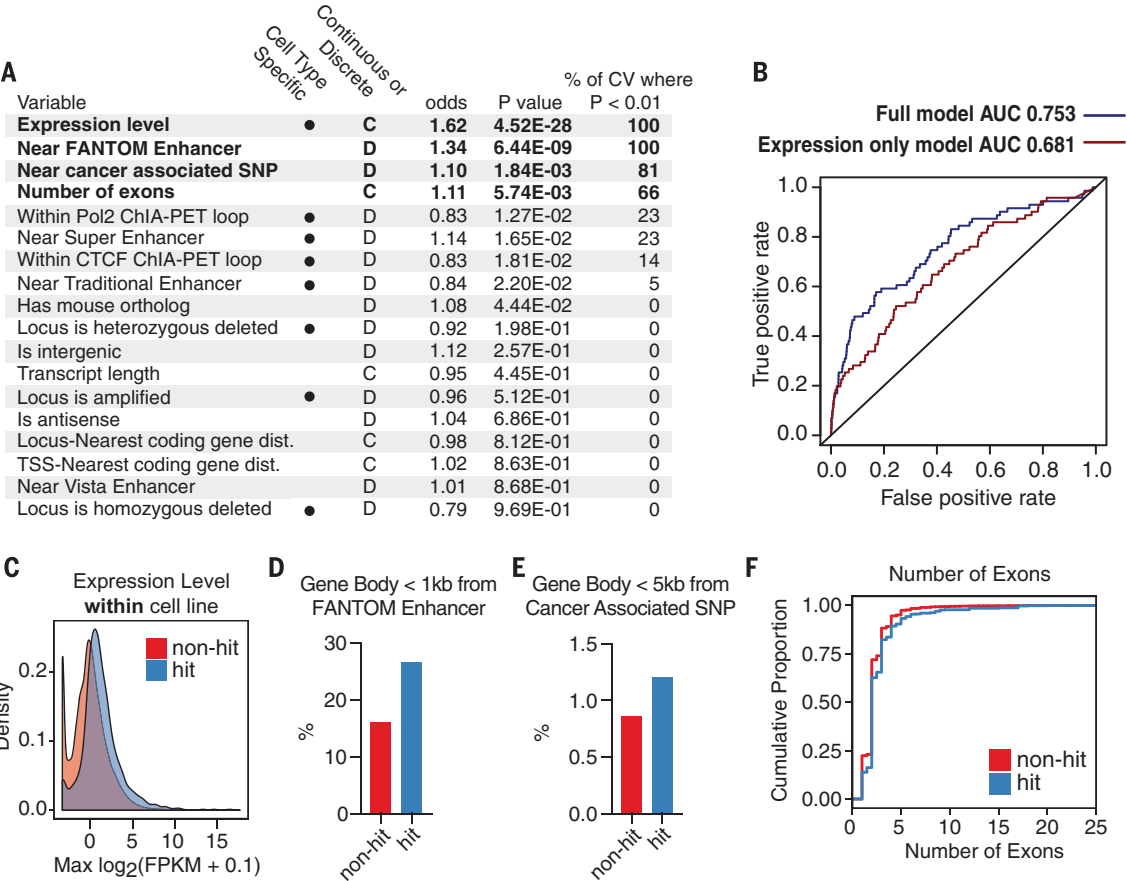 A
Cell Type
Specific
Continuous or
Discrete
% of CV where
Variable odds P value P < 0.01
Expression level ● C 1.62 4.52E-28 100
Near FANTOM Enhancer D 1.34 6.44E-09 100
Near cancer associated SNP D 1.10 1.84E-03 81
Number of exons C 1.11 5.74E-03 66
Within Pol2 ChIA-PET loop ● D 0.83 1.27E-02 23
Near Super Enhancer ● D 1.14 1.65E-02 23
Within CTCF ChIA-PET loop ● D 0.83 1.81E-02 14
Near Traditional Enhancer ● D 0.84 2.20E-02 5
Has mouse ortholog D 1.08 4.44E-02 0
Locus is heterozygous deleted ● D 0.92 1.98E-01 0
Is intergenic D 1.12 2.57E-01 0
Transcript length C 0.95 4.45E-01 0
Locus is amplified ● D 0.96 5.12E-01 0
Is antisense D 1.04 6.86E-01 0
Locus-Nearest coding gene dist. C 0.98 8.12E-01 0
TSS-Nearest coding gene dist. C 1.02 8.63E-01 0
Near Vista Enhancer D 1.01 8.68E-01 0
Locus is homozygous deleted ● D 0.79 9.69E-01 0
B
Full model AUC 0.753
Expression only model AUC 0.681
True positive rate
1.0
0.8
0.6
0.4
0.2
0.0
0.0 0.2 0.4 0.6 0.8 1.0
False positive rate
C
Expression Level
within cell line
non-hit
hit
Density
0.2
0.1
0.0
0 5 10 15
Max log2(FPKM + 0.1)
D
Gene Body < 1kb from
FANTOM Enhancer
%
30
20
10
0
non-hit hit
E
Gene Body < 5kb from
Cancer Associated SNP
%
1.5
1.0
0.5
0.0
non-hit hit
F
Number of Exons
Cumulative Proportion
1.00
0.75
0.50
0.25
0.00
non-hit
hit
0 5 10 15 20 25
Number of Exons